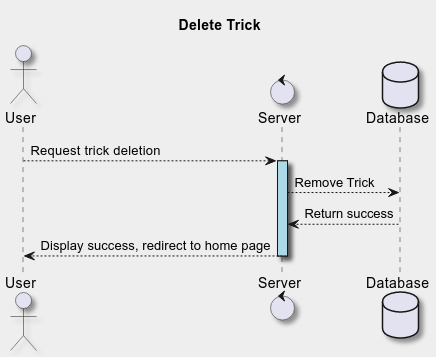 Delete Trick
User
Server
Database
Request trick deletion
Remove Trick
Return success
Display success, redirect to home page
User
Server
Database